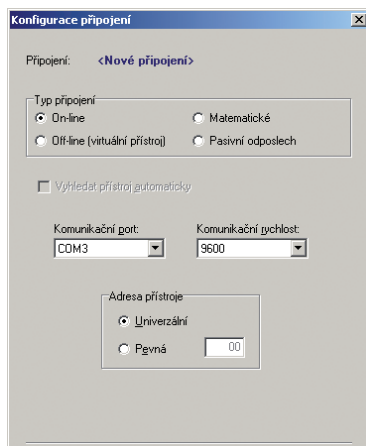 Konfigurace připojení
Připojení: <Nové připojení>
Typ připojení
On-line Matematické
Off-line (virtuální přístroj) Pasivní odposlech
Vyhledat přístroj automaticky
Komunikační port: Komunikační rychlost:
COM3 9600
Adresa přístroje
Univerzální
Pevná 00